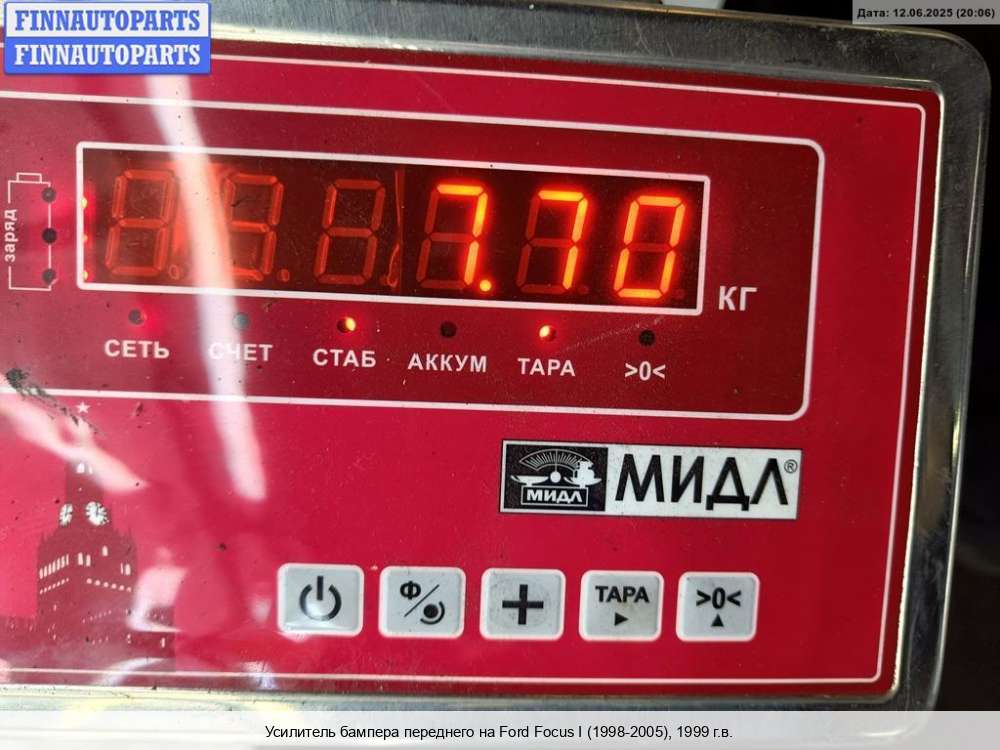 FINNAUTOPARTS
FINNAUTOPARTS
Дата: 12.06.2025 (20:06)
заряд
7.70
КГ
СЕТЬ СЧЕТ СТАБ АККУМ ТАРА >0<
МИДЛ МИДЛ®
Ф ТАРА >0<
Усилитель бампера переднего на Ford Focus I (1998-2005), 1999 г.в.